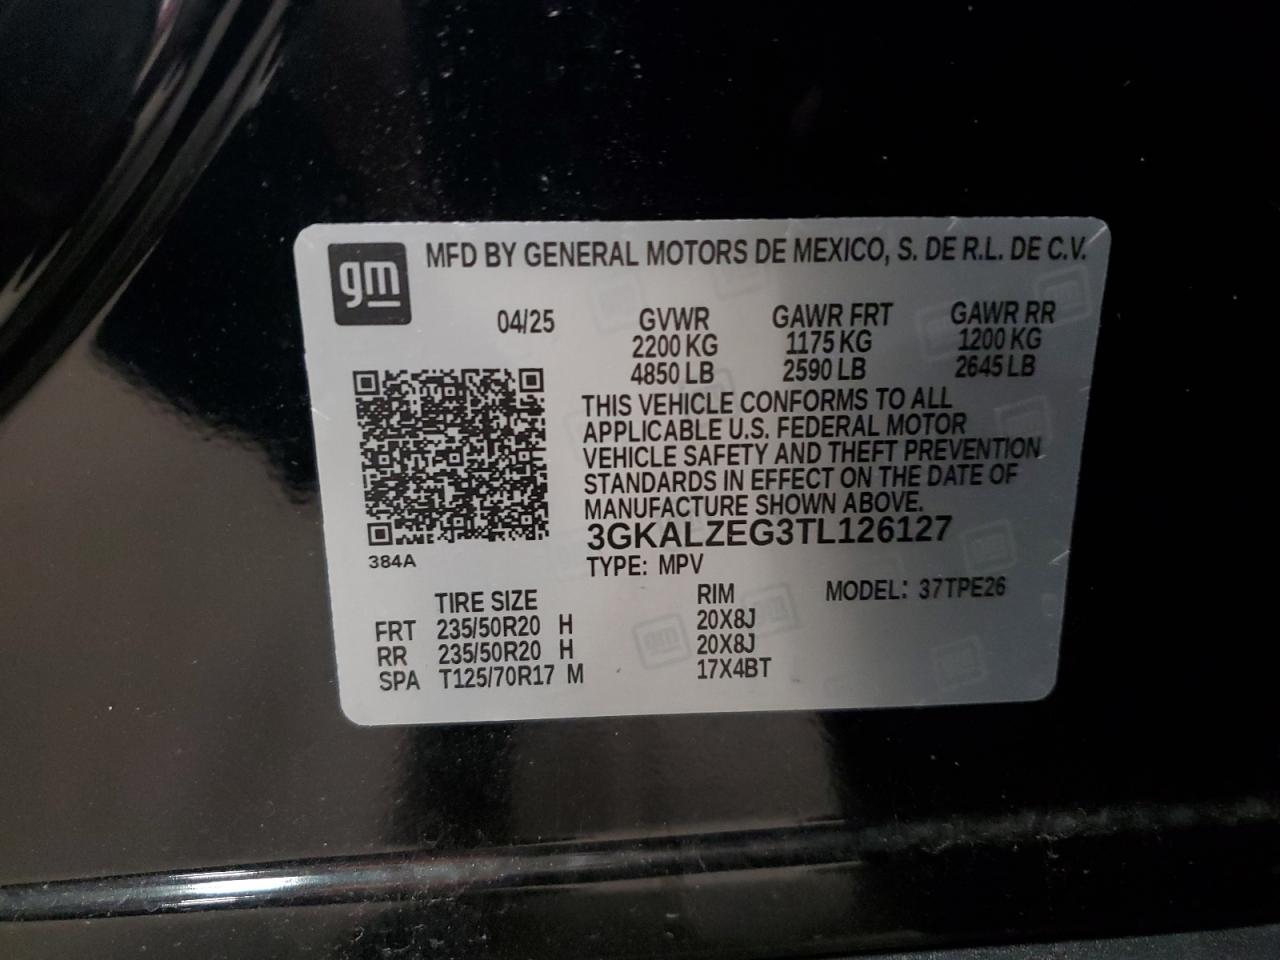 gm
MFD BY GENERAL MOTORS DE MEXICO, S. DE R.L. DE C.V.
04/25 GVWR GAWR FRT GAWR RR
2200 KG 1175 KG 1200 KG
4850 LB 2590 LB 2645 LB
THIS VEHICLE CONFORMS TO ALL
APPLICABLE U.S. FEDERAL MOTOR
VEHICLE SAFETY AND THEFT PREVENTION
STANDARDS IN EFFECT ON THE DATE OF
MANUFACTURE SHOWN ABOVE.
3GKALZEG3TL126127
384A
TYPE: MPV
TIRE SIZE RIM MODEL: 37TPE26
FRT 235/50R20 H 20X8J
RR 235/50R20 H 20X8J
SPA T125/70R17 M 17X4BT